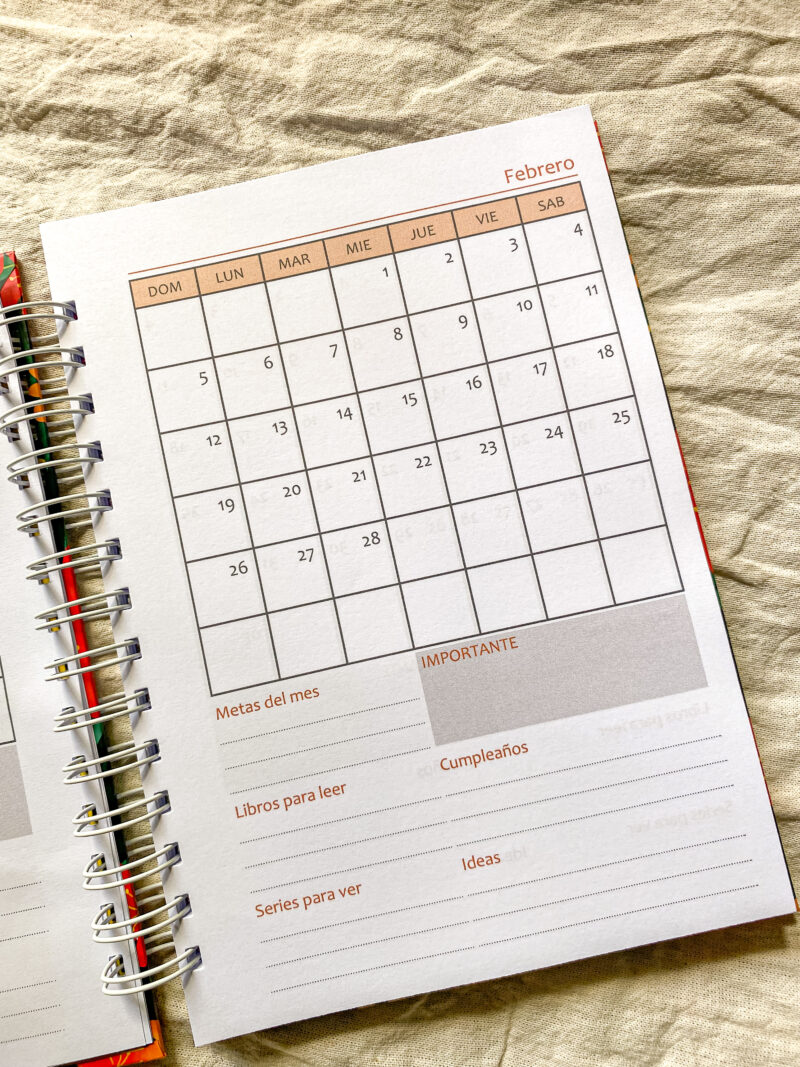 Febrero
DOM LUN MAR MIE JUE VIE SAB
1 2 3 4
5 6 7 8 9 10 11
12 13 14 15 16 17 18
19 20 21 22 23 24 25
26 27 28
IMPORTANTE
Metas del mes
Cumpleaños
Libros para leer
Ideas
Series para ver